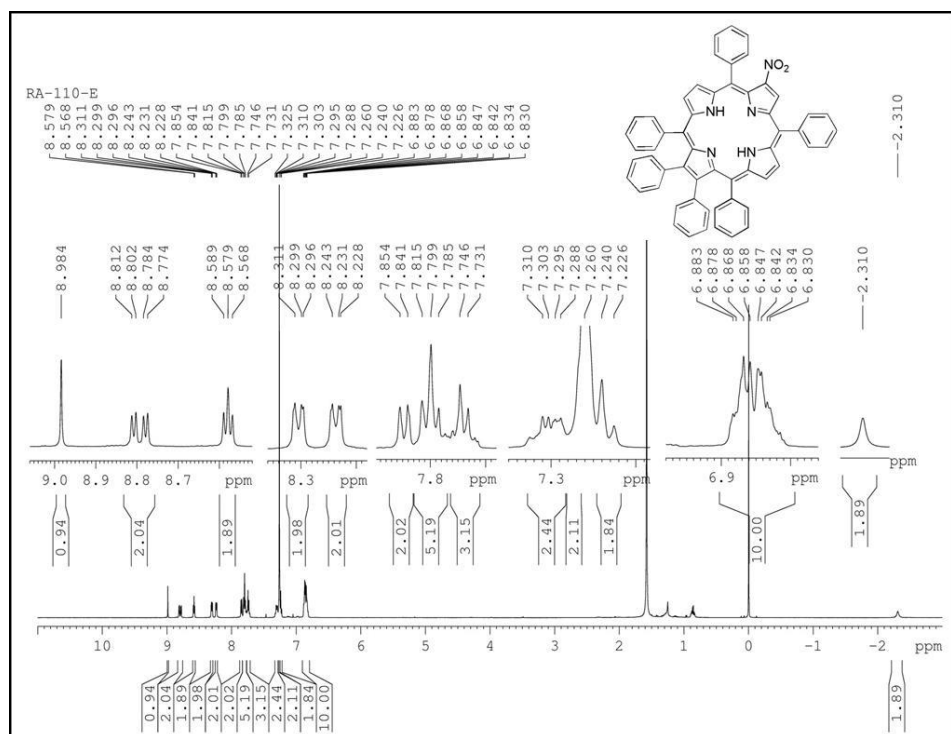 RA-110-E
8.579 8.568 8.311 8.299 8.296 8.243 8.231 8.228 7.854 7.841 7.815 7.799 7.785 7.746 7.731 7.325 7.310 7.303 7.295 7.288 7.260 7.240 7.226 6.883 6.878 6.868 6.858 6.847 6.842 6.834 6.830
-2.310
NO₂
NH N
N HN
8.984 8.812 8.802 8.784 8.774 8.589 8.579 8.568 8.311 8.299 8.296 8.243 8.231 8.228 7.854 7.841 7.815 7.799 7.785 7.746 7.731 7.310 7.303 7.295 7.288 7.260 7.240 7.226 6.883 6.878 6.868 6.858 6.847 6.842 6.834 6.830 -2.310
9.0 8.9 8.8 8.7 ppm 8.3 ppm 7.8 ppm 7.3 ppm 6.9 ppm ppm
0.94 2.04 1.89 1.98 2.01 2.02 5.19 3.15 2.44 2.11 1.84 10.00 1.89
10 9 8 7 6 5 4 3 2 1 0 -1 -2 ppm
0.94 2.04 1.89 1.98 2.01 2.02 5.19 3.15 2.44 2.11 1.84 10.00 1.89